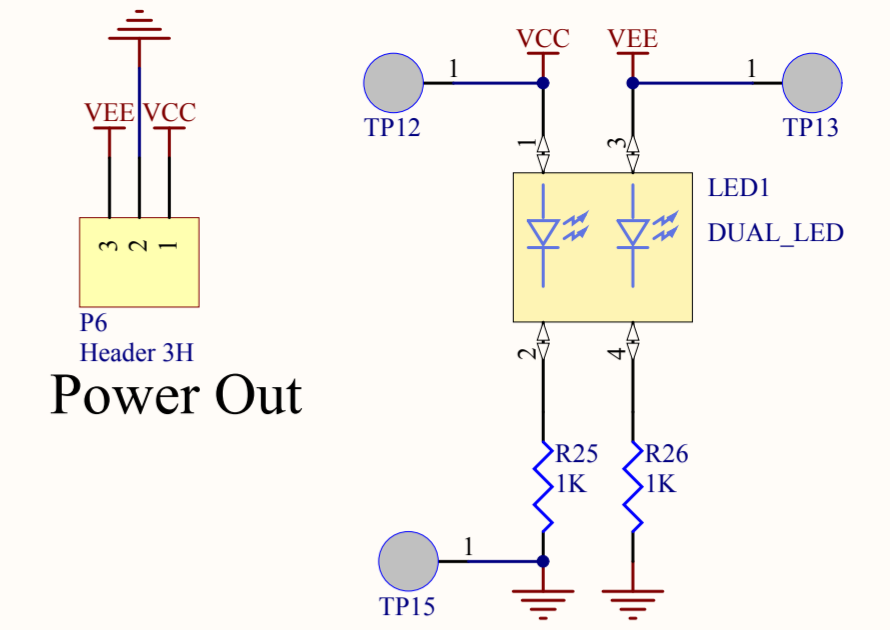 VCC VEE
1 1
TP12 TP13
VEE VCC
1 3
LED1
DUAL_LED
3 2 1
P6
Header 3H
Power Out
2 4
R25 R26
1K 1K
1
TP15